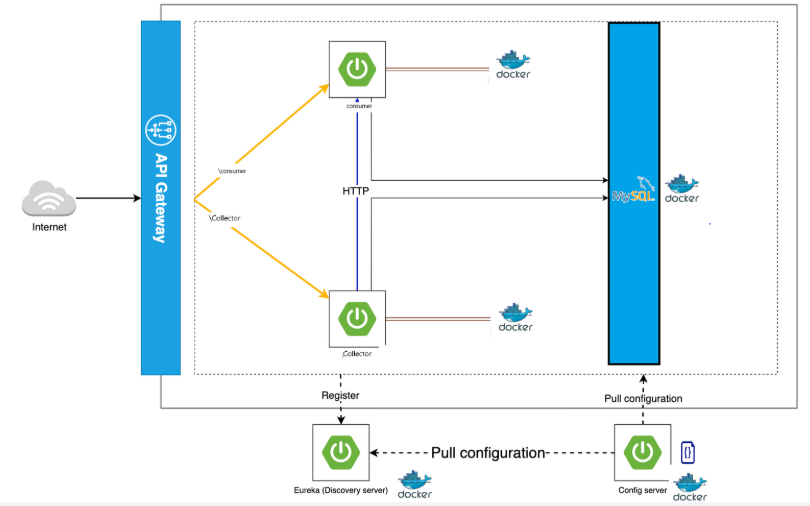 docker
consumer
\consumer
API Gateway
HTTP
MySQL
docker
Internet
\Collector
docker
Collector
Register
Pull configuration
Pull configuration
{}
Eureka (Discovery server)
docker
Config server
docker